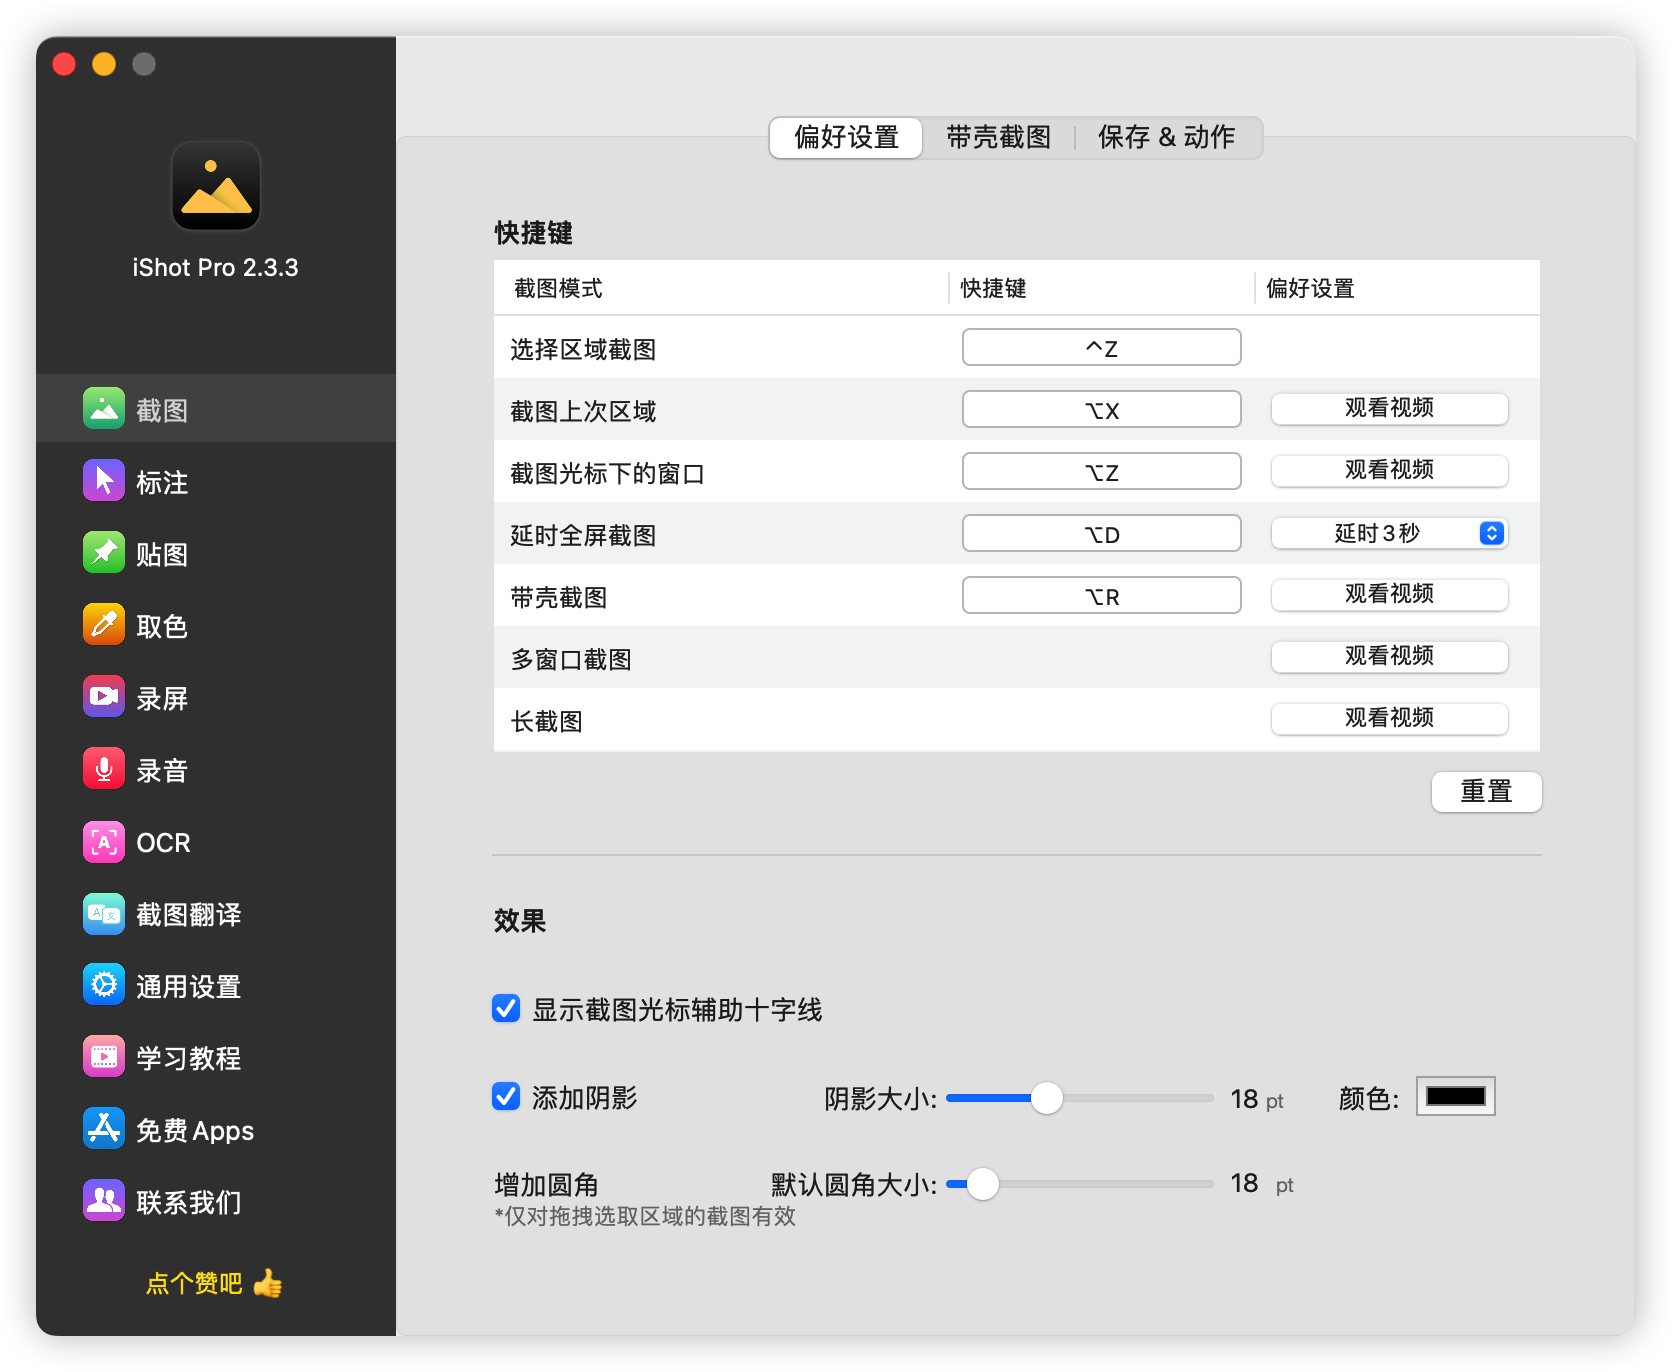 iShot Pro 2.3.3
截图
标注
贴图
取色
录屏
录音
OCR
截图翻译
通用设置
学习教程
免费Apps
联系我们
点个赞吧 👍
偏好设置 带壳截图 保存 & 动作
快捷键
截图模式 快捷键 偏好设置
选择区域截图 ^Z
截图上次区域 ⌥X 观看视频
截图光标下的窗口 ⌥Z 观看视频
延时全屏截图 ⌥D 延时3秒
带壳截图 ⌥R 观看视频
多窗口截图 观看视频
长截图 观看视频
重置
效果
显示截图光标辅助十字线
添加阴影 阴影大小: 18 pt 颜色:
增加圆角 默认圆角大小: 18 pt
*仅对拖拽选取区域的截图有效